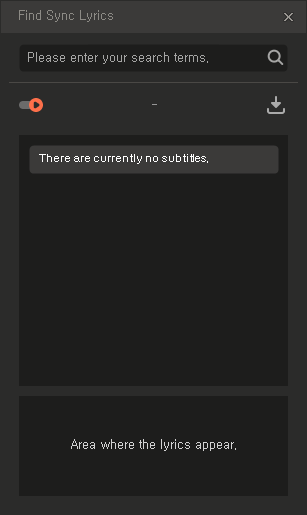 Find Sync Lyrics
Please enter your search terms.
-
There are currently no subtitles.
Area where the lyrics appear.